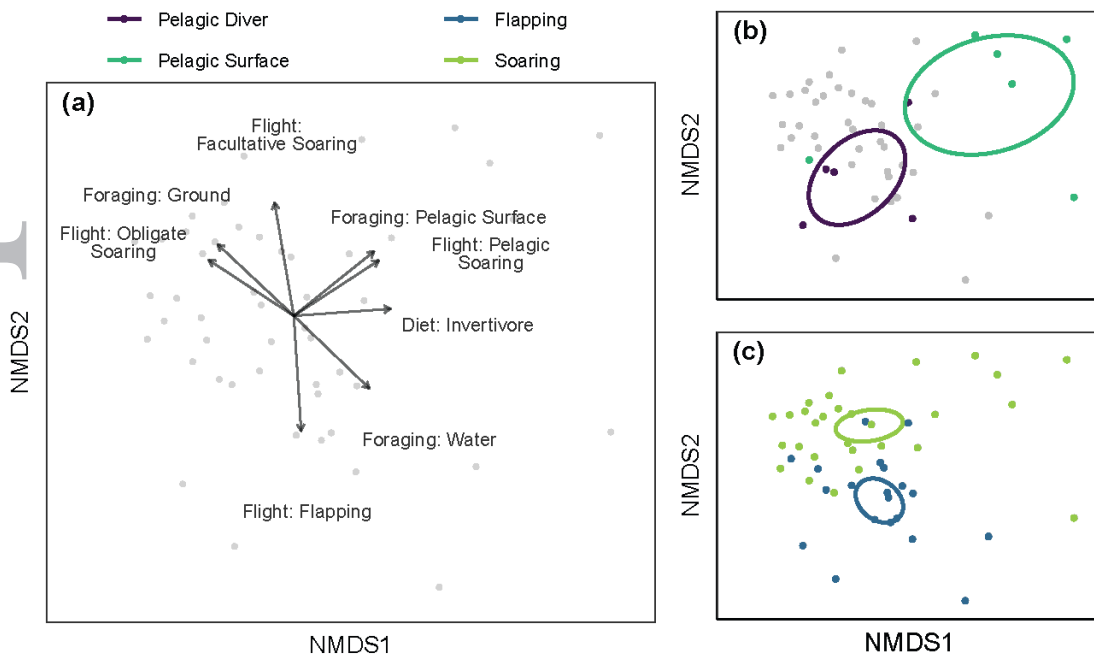 Pelagic Diver
Flapping
Pelagic Surface
Soaring
(a)
Flight:
Facultative Soaring
Foraging: Ground
Foraging: Pelagic Surface
Flight: Obligate
Soaring
Flight: Pelagic
Soaring
Diet: Invertivore
Foraging: Water
Flight: Flapping
NMDS2
NMDS1
(b)
NMDS2
(c)
NMDS2
NMDS1